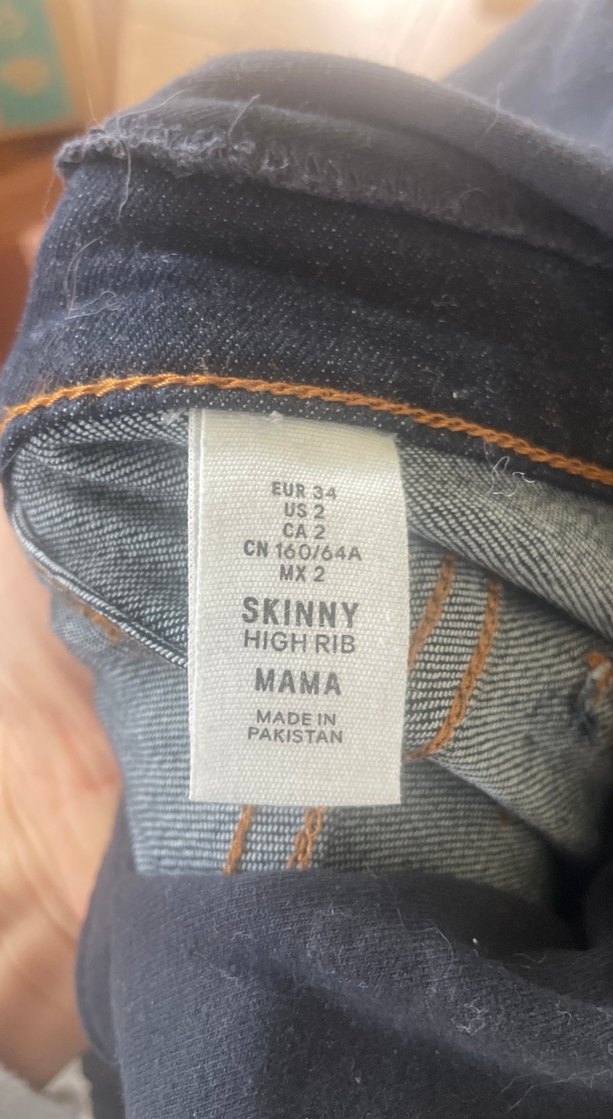 EUR 34
US 2
CA 2
CN 160/64A
MX 2
SKINNY
HIGH RIB
MAMA
MADE IN
PAKISTAN